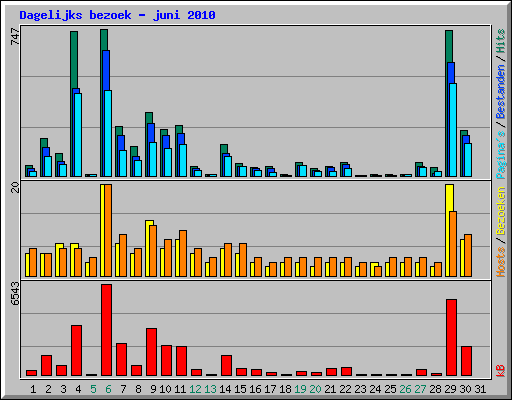 Dagelijks bezoek - juni 2010
747
20
6543
Pagina's / Bestanden / Hits
Hosts / Bezoeken
kB
1 2 3 4 5 6 7 8 9 10 11 12 13 14 15 16 17 18 19 20 21 22 23 24 25 26 27 28 29 30 31